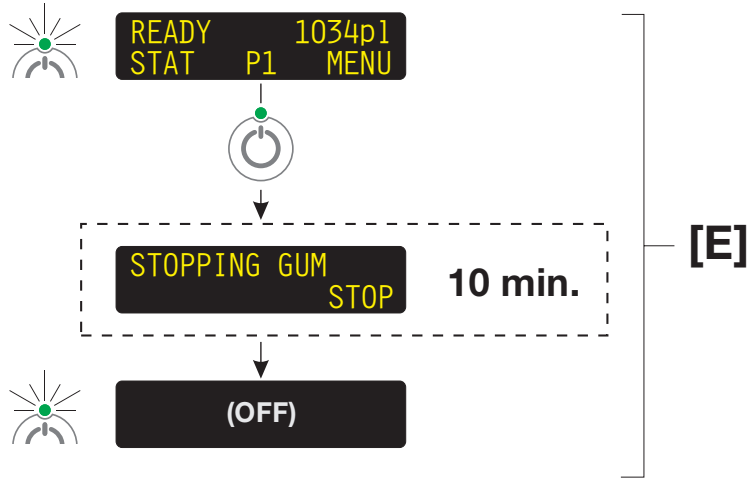 READY 1034pl
STAT P1 MENU
[E]
STOPPING GUM
STOP
10 min.
(OFF)